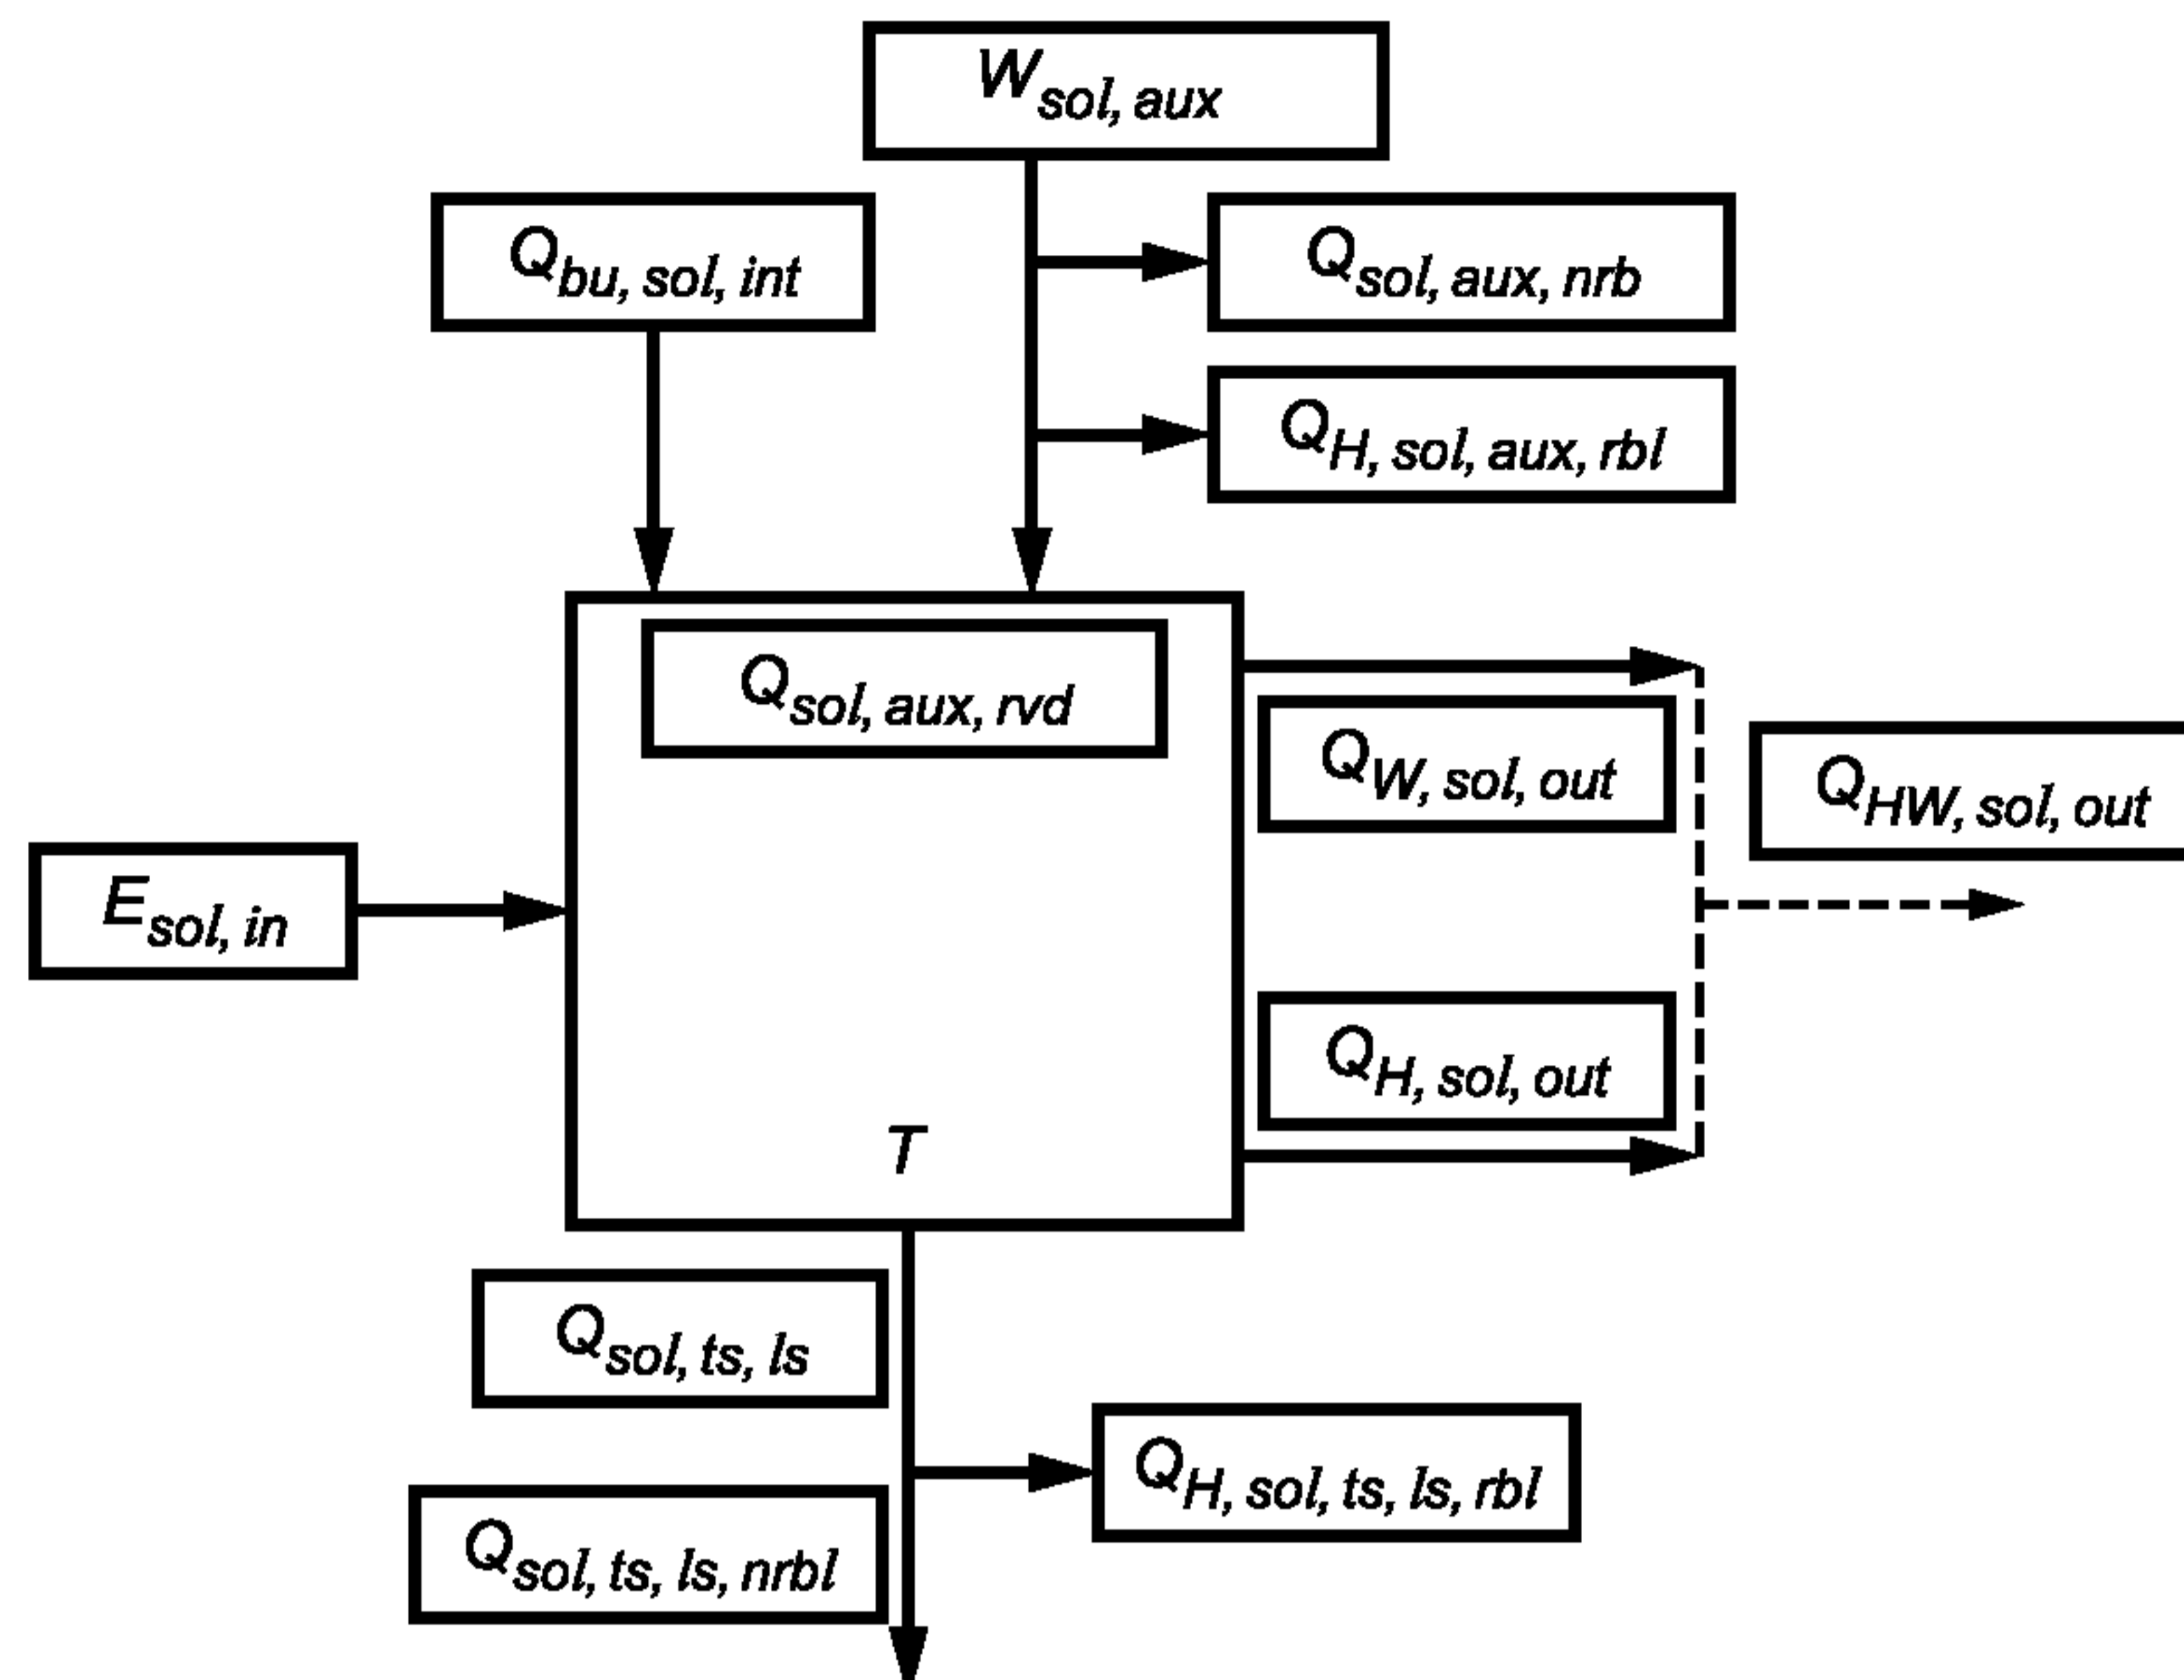 W sol, aux
Q bu, sol, int
Q sol, aux, nrb
Q H, sol, aux, rbl
Q sol, aux, rvd
Q W, sol, out
Q HW, sol, out
E sol, in
Q H, sol, out
T
Q sol, ts, ls
Q H, sol, ts, ls, rbl
Q sol, ts, ls, nrbl